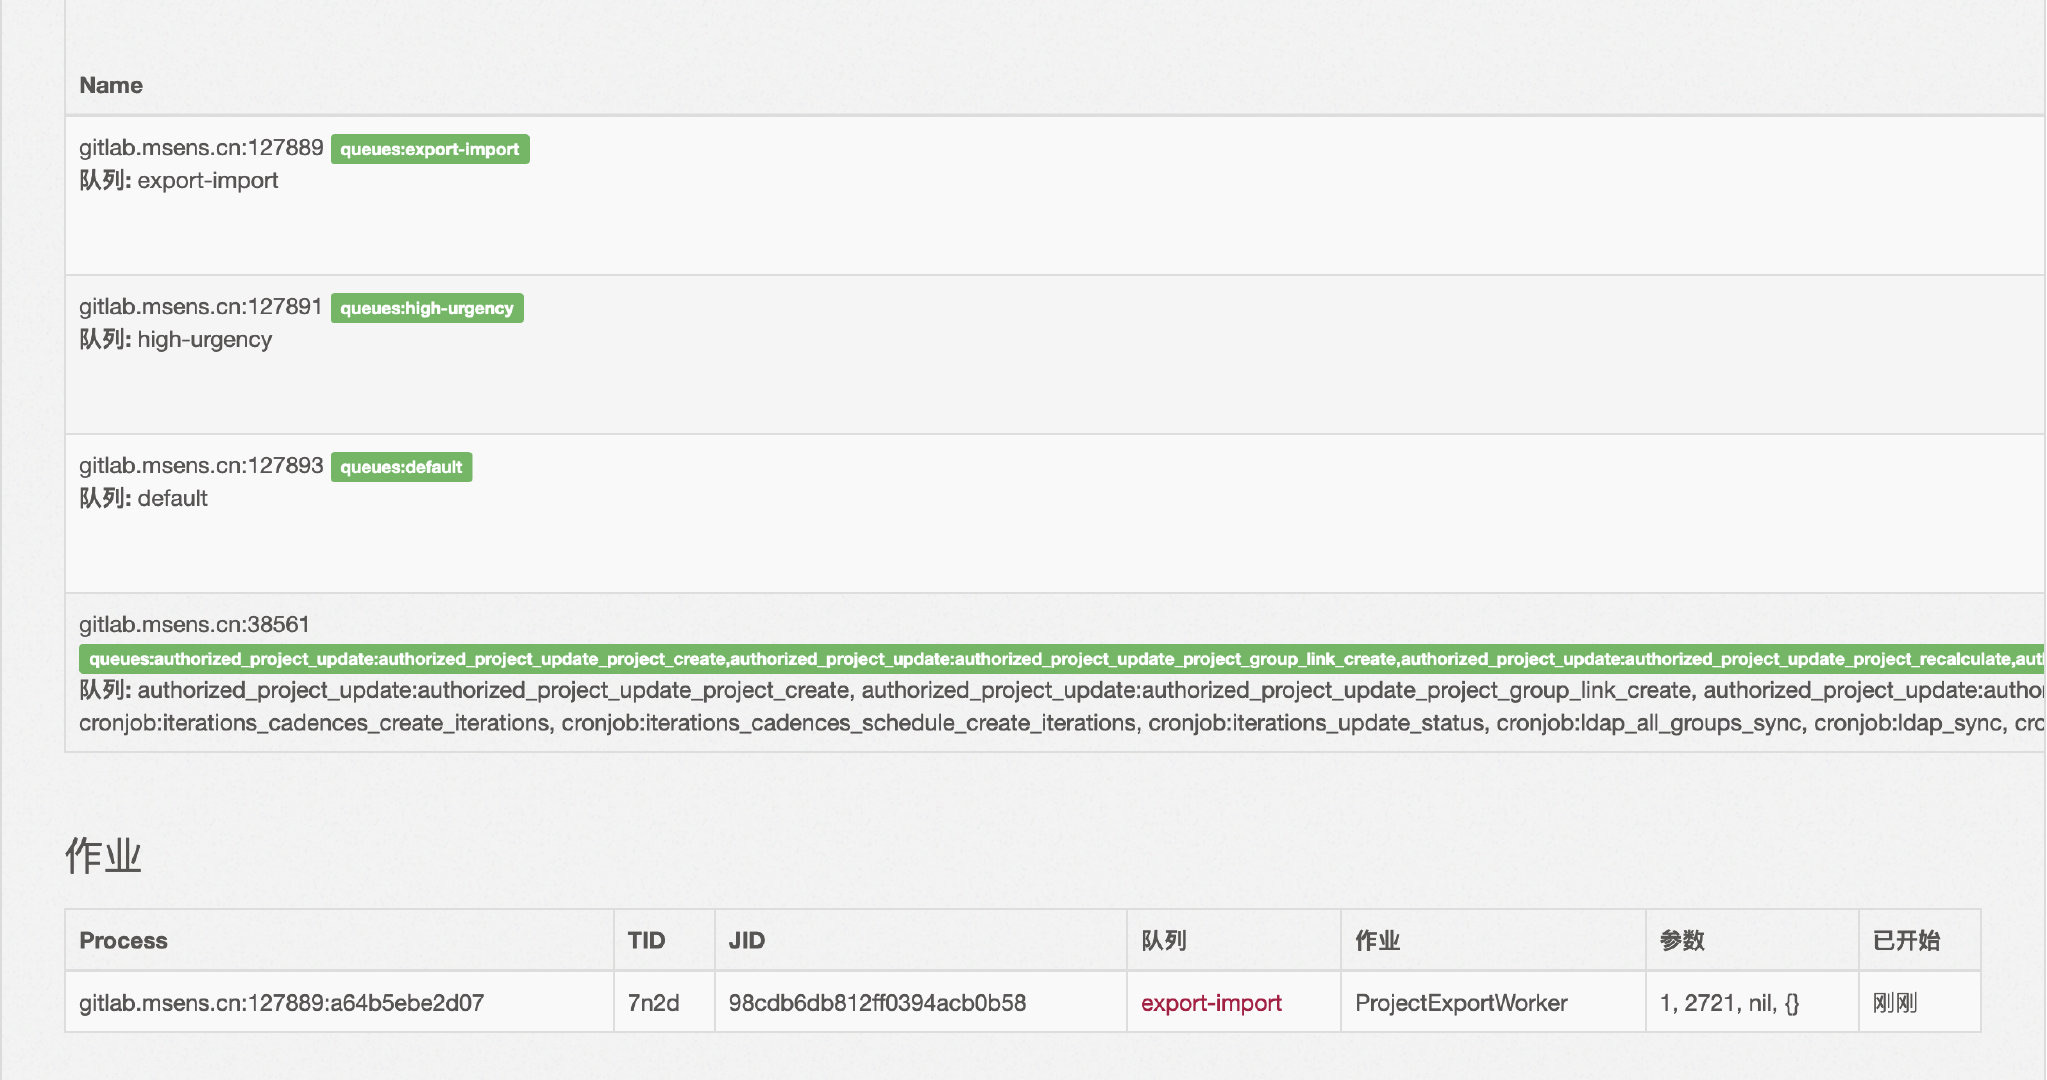 Name
gitlab.msens.cn:127889 queues:export-import
队列: export-import
gitlab.msens.cn:127891 queues:high-urgency
队列: high-urgency
gitlab.msens.cn:127893 queues:default
队列: default
gitlab.msens.cn:38561
queues:authorized_project_update:authorized_project_update_project_create,authorized_project_update:authorized_project_update_project_group_link_create,authorized_project_update:authorized_project_update_project_recalculate,aut
队列: authorized_project_update:authorized_project_update_project_create, authorized_project_update:authorized_project_update_project_group_link_create, authorized_project_update:autho
cronjob:iterations_cadences_create_iterations, cronjob:iterations_cadences_schedule_create_iterations, cronjob:iterations_update_status, cronjob:ldap_all_groups_sync, cronjob:ldap_sync, cro
作业
Process TID JID 队列 作业 参数 已开始
gitlab.msens.cn:127889:a64b5ebe2d07 7n2d 98cdb6db812ff0394acb0b58 export-import ProjectExportWorker 1, 2721, nil, {} 刚刚